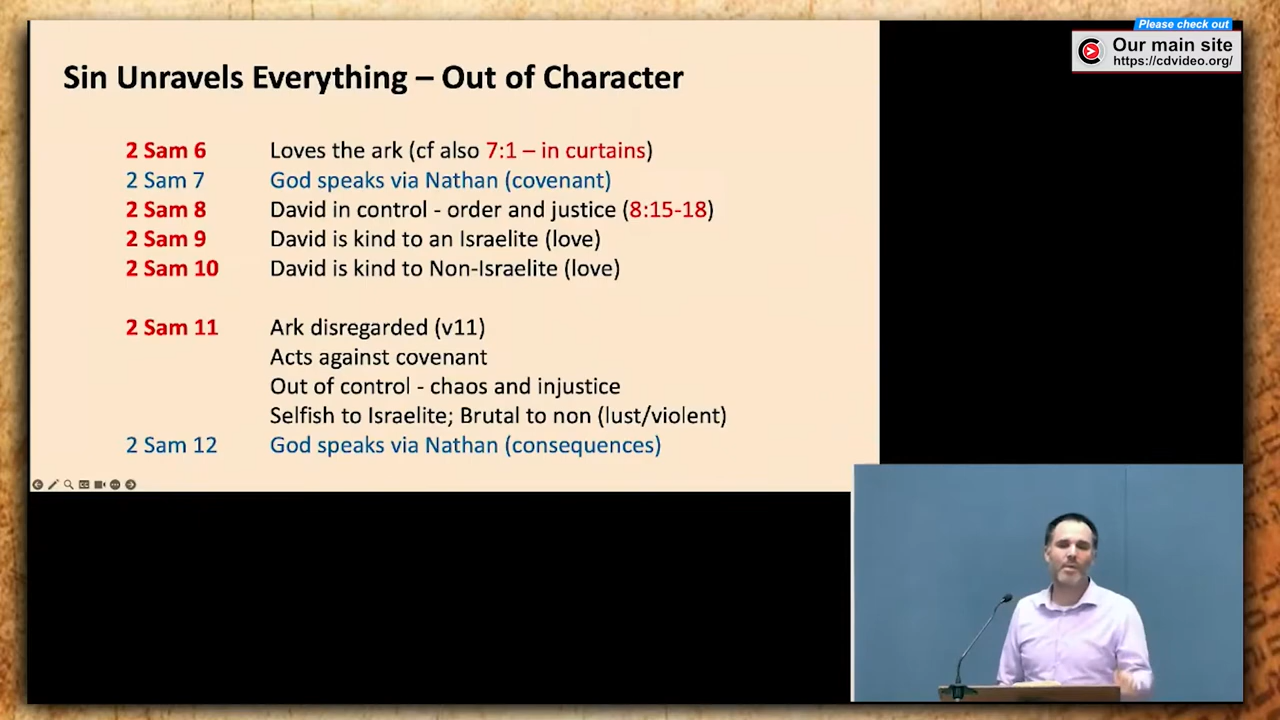 Please check out
Our main site
https://cdvideo.org/
Sin Unravels Everything – Out of Character
2 Sam 6 Loves the ark (cf also 7:1 – in curtains)
2 Sam 7 God speaks via Nathan (covenant)
2 Sam 8 David in control - order and justice (8:15-18)
2 Sam 9 David is kind to an Israelite (love)
2 Sam 10 David is kind to Non-Israelite (love)
2 Sam 11 Ark disregarded (v11)
Acts against covenant
Out of control - chaos and injustice
Selfish to Israelite; Brutal to non (lust/violent)
2 Sam 12 God speaks via Nathan (consequences)